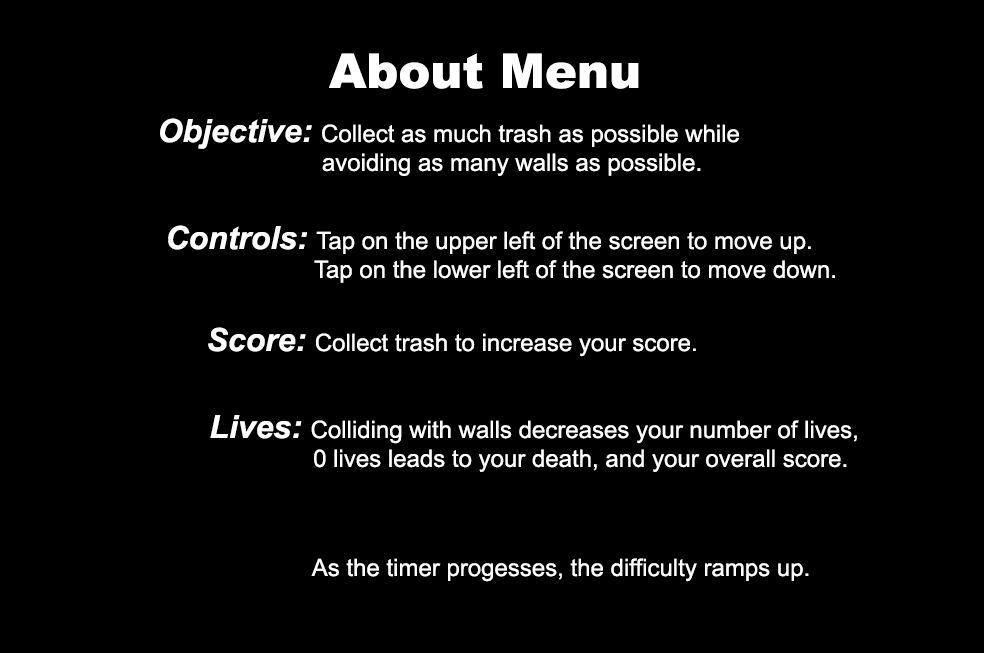 About Menu
Objective: Collect as much trash as possible while
avoiding as many walls as possible.
Controls: Tap on the upper left of the screen to move up.
Tap on the lower left of the screen to move down.
Score: Collect trash to increase your score.
Lives: Colliding with walls decreases your number of lives,
0 lives leads to your death, and your overall score.
As the timer progesses, the difficulty ramps up.